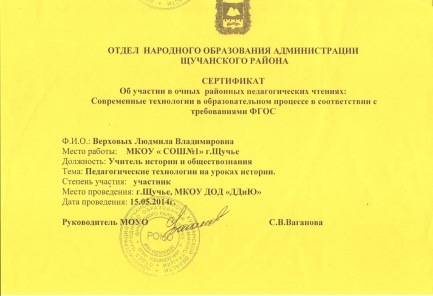 ОТДЕЛ НАРОДНОГО ОБРАЗОВАНИЯ АДМИНИСТРАЦИИ
ЩУЧАНСКОГО РАЙОНА
СЕРТИФИКАТ
Об участии в очных районных педагогических чтениях:
Современные технологии в образовательном процессе в соответствии с
требованиями ФГОС
Ф.И.О.: Верховых Людмила Владимировна
Место работы: МКОУ « СОШ№1» г.Щучье
Должность: Учитель истории и обществознания
Тема: Педагогические технологии на уроках истории.
Степень участия: участник
Место проведения: г.Щучье, МКОУ ДОД «ДДиЮ»
Дата проведения: 15.05.2014г.
Руководитель МОУО С.В.Ваганова
РОНО